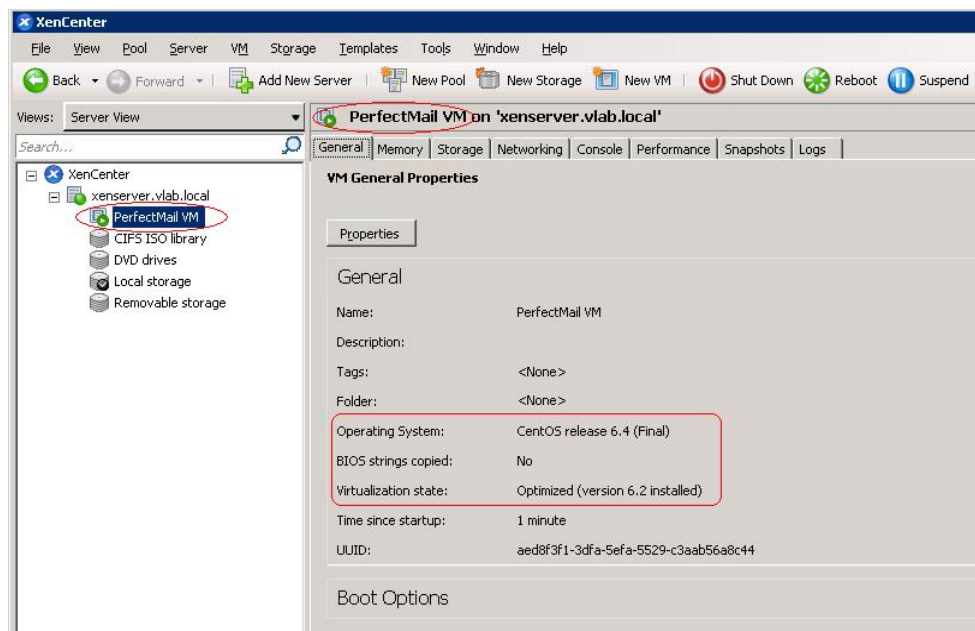 XenCenter
File View Pool Server VM Storage Templates Tools Window Help
Back Forward Add New Server New Pool New Storage New VM Shut Down Reboot Suspend
Views: Server View
PerfectMail VM on 'xenserver.vlab.local'
Search...
General Memory Storage Networking Console Performance Snapshots Logs
XenCenter
xenserver.vlab.local
PerfectMail VM
CIFS ISO library
DVD drives
Local storage
Removable storage
VM General Properties
Properties
General
Name: PerfectMail VM
Description:
Tags: <None>
Folder: <None>
Operating System: CentOS release 6.4 (Final)
BIOS strings copied: No
Virtualization state: Optimized (version 6.2 installed)
Time since startup: 1 minute
UUID: aed8f3f1-3dfa-5efa-5529-c3aab56a8c44
Boot Options